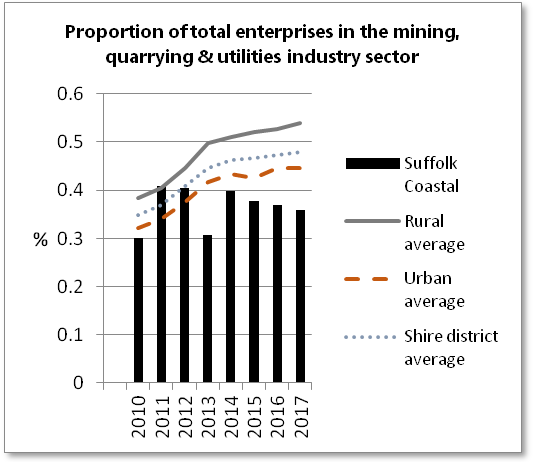 Proportion of total enterprises in the mining,
quarrying & utilities industry sector
0.6
0.5
0.4
0.3
0.2
0.1
0
%
2010
2011
2012
2013
2014
2015
2016
2017
Suffolk
Coastal
Rural
average
Urban
average
Shire district
average